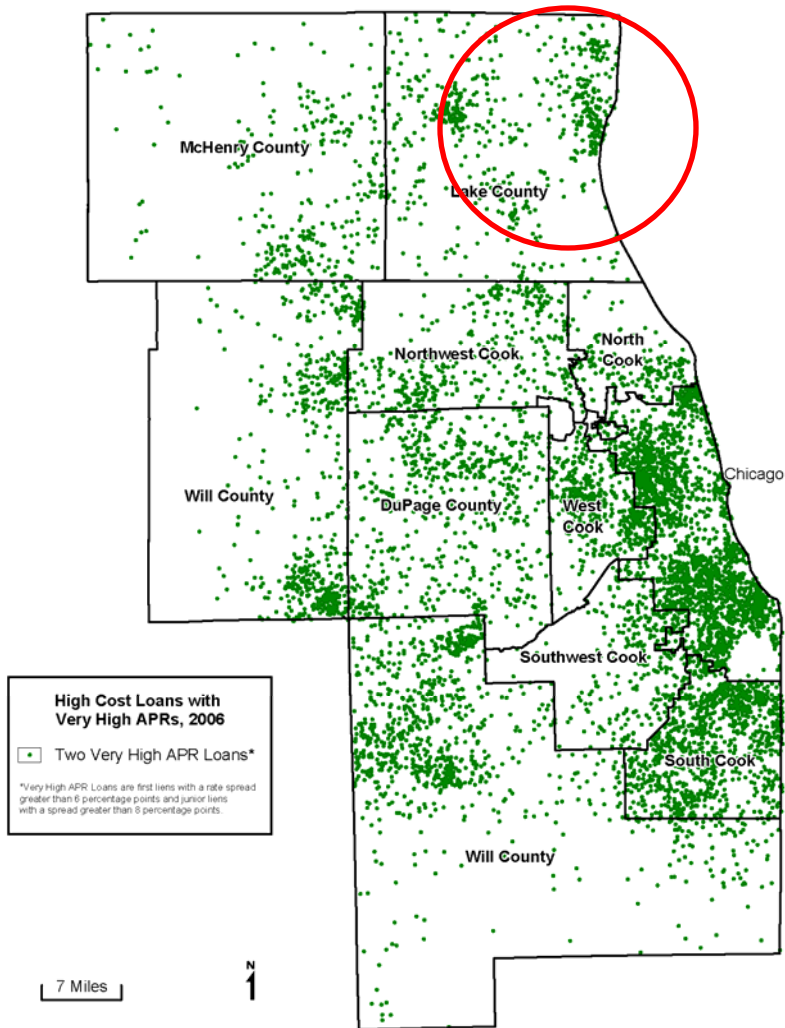 McHenry County
Lake County
Northwest Cook
North
Cook
Chicago
Will County
DuPage County
West
Cook
Southwest Cook
High Cost Loans with
Very High APRs, 2006
Two Very High APR Loans*
*Very High APR Loans are first liens with a rate spread
greater than 6 percentage points and junior liens
with a spread greater than 8 percentage points.
South Cook
Will County
7 Miles
N